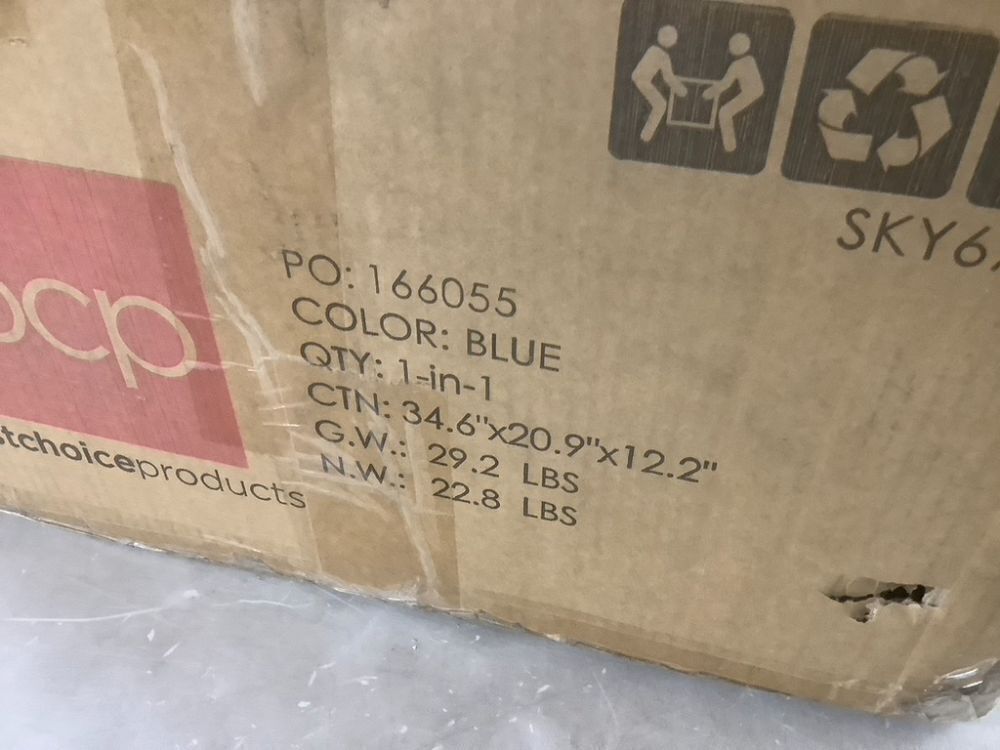 SKY6
bcp
stchoiceproducts
PO: 166055
COLOR: BLUE
QTY: 1-in-1
CTN: 34.6"x20.9"x12.2"
G.W.: 29.2 LBS
N.W.: 22.8 LBS